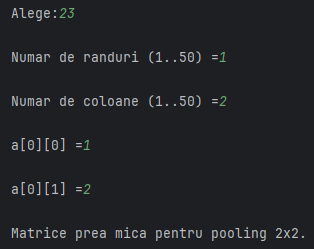 Alege:23
Numar de randuri (1..50) =1
Numar de coloane (1..50) =2
a[0][0] =1
a[0][1] =2
Matrice prea mica pentru pooling 2x2.